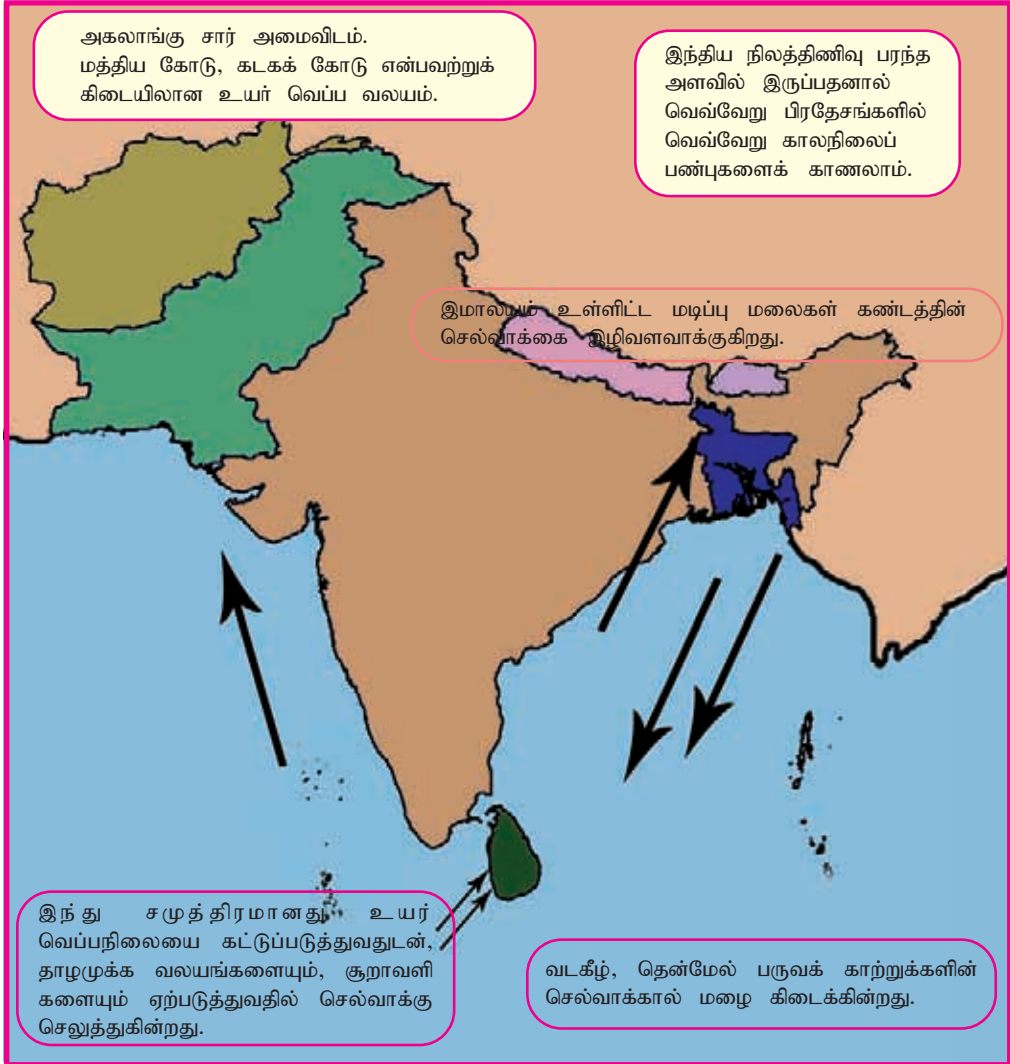 அகலாங்கு சார் அமைவிடம்.
மத்திய கோடு, கடகக் கோடு என்பவற்றுக்
கிடையிலான உயர் வெப்ப வலயம்.
இந்திய நிலத்திணிவு பரந்த
அளவில் இருப்பதனால்
வெவ்வேறு பிரதேசங்களில்
வெவ்வேறு காலநிலைப்
பண்புகளைக் காணலாம்.
இமாலயம் உள்ளிட்ட மடிப்பு மலைகள் கண்டத்தின்
செல்வாக்கை இழிவளவாக்குகிறது.
இந்து சமுத்திரமானது உயர்
வெப்பநிலையை கட்டுப்படுத்துவதுடன்,
தாழமுக்க வலயங்களையும், சூறாவளி
களையும் ஏற்படுத்துவதில் செல்வாக்கு
செலுத்துகின்றது.
வடகீழ், தென்மேல் பருவக் காற்றுக்களின்
செல்வாக்கால் மழை கிடைக்கின்றது.